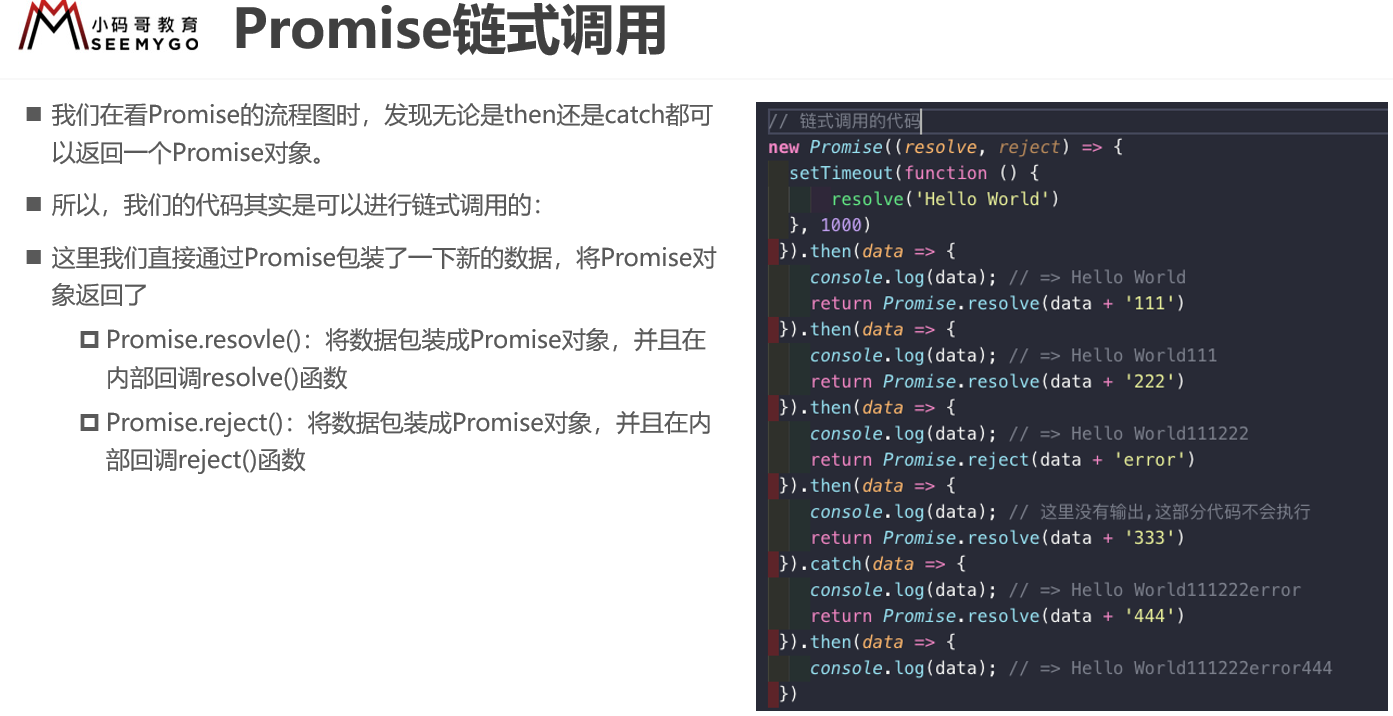 小码哥教育
SEEMYGO
Promise链式调用
我们在看Promise的流程图时，发现无论是then还是catch都可
以返回一个Promise对象。
所以，我们的代码其实是可以进行链式调用的：
这里我们直接通过Promise包装了一下新的数据，将Promise对
象返回了
Promise.resovle()：将数据包装成Promise对象，并且在
内部回调resolve()函数
Promise.reject()：将数据包装成Promise对象，并且在内
部回调reject()函数
// 链式调用的代码
new Promise((resolve, reject) => {
  setTimeout(function () {
      resolve('Hello World')
  }, 1000)
}).then(data => {
    console.log(data); // => Hello World
    return Promise.resolve(data + '111')
}).then(data => {
    console.log(data); // => Hello World111
    return Promise.resolve(data + '222')
}).then(data => {
    console.log(data); // => Hello World111222
    return Promise.reject(data + 'error')
}).then(data => {
    console.log(data); // 这里没有输出,这部分代码不会执行
    return Promise.resolve(data + '333')
}).catch(data => {
    console.log(data); // => Hello World111222error
    return Promise.resolve(data + '444')
}).then(data => {
    console.log(data); // => Hello World111222error444
})